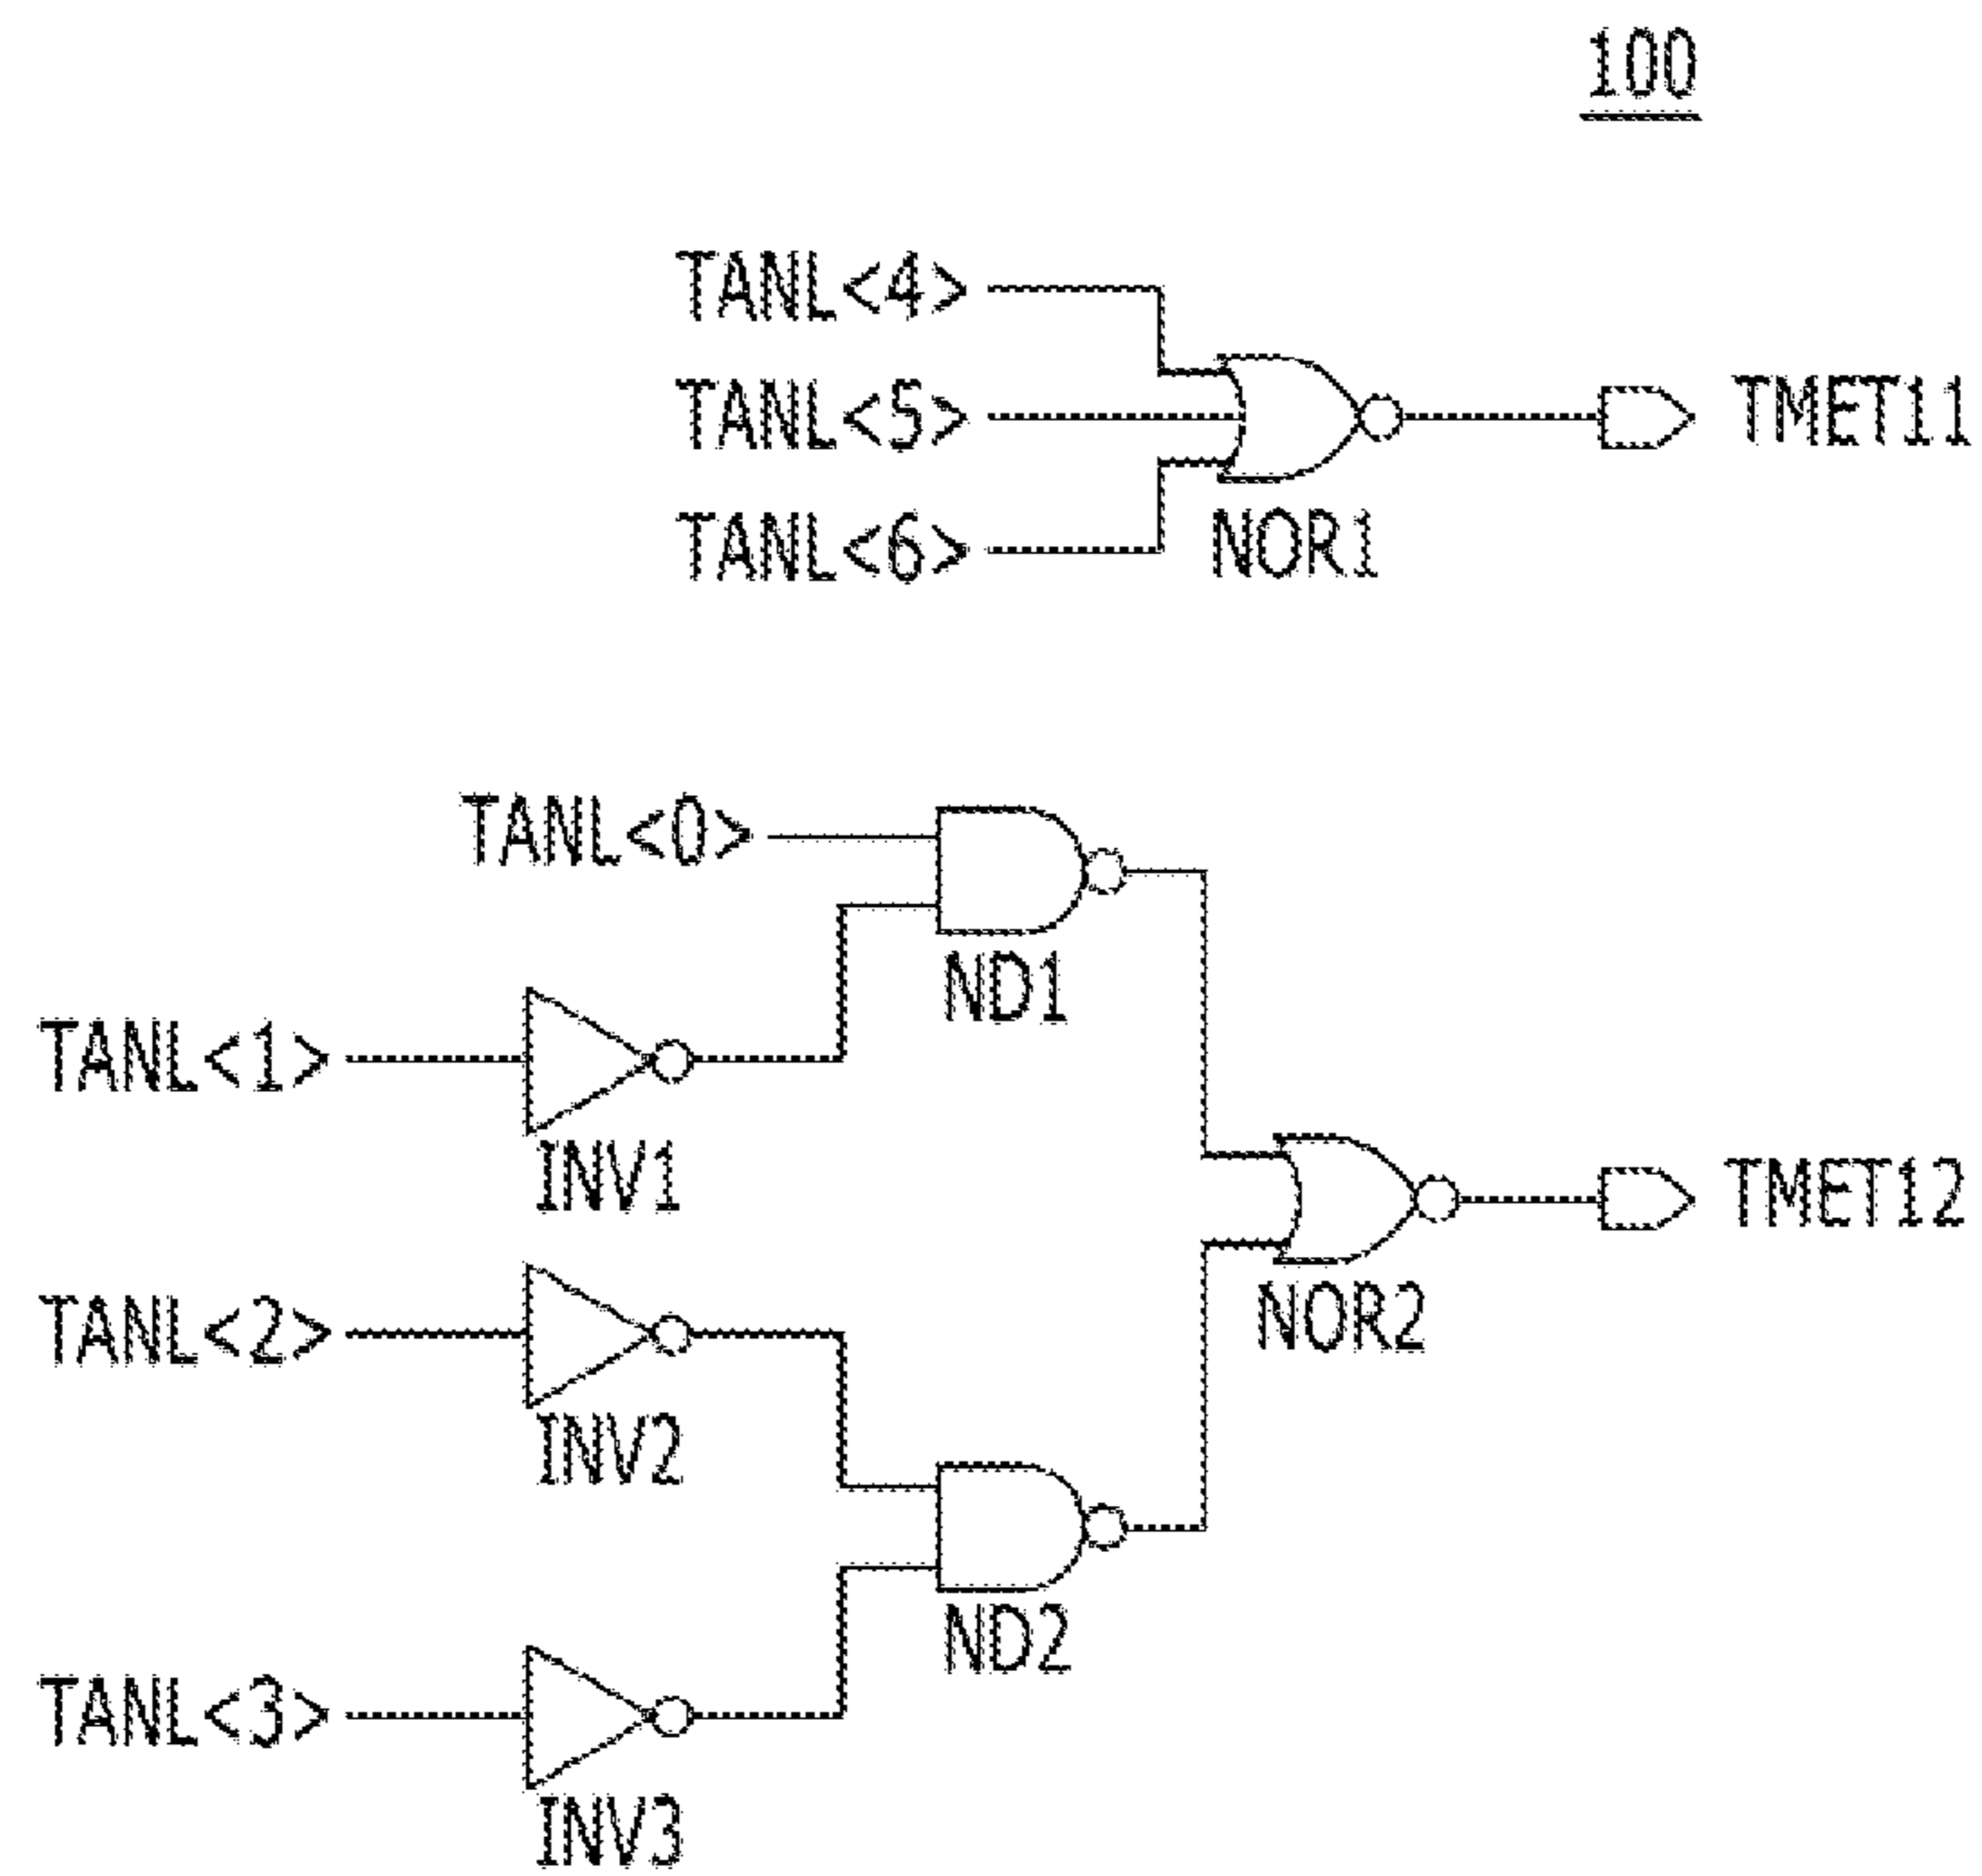 100
TANL<4>
TANL<5>
TMET11
TANL<6>
NOR1
TANL<0>
ND1
TANL<1>
INV1
TMET12
TANL<2>
NOR2
INV2
ND2
TANL<3>
INV3